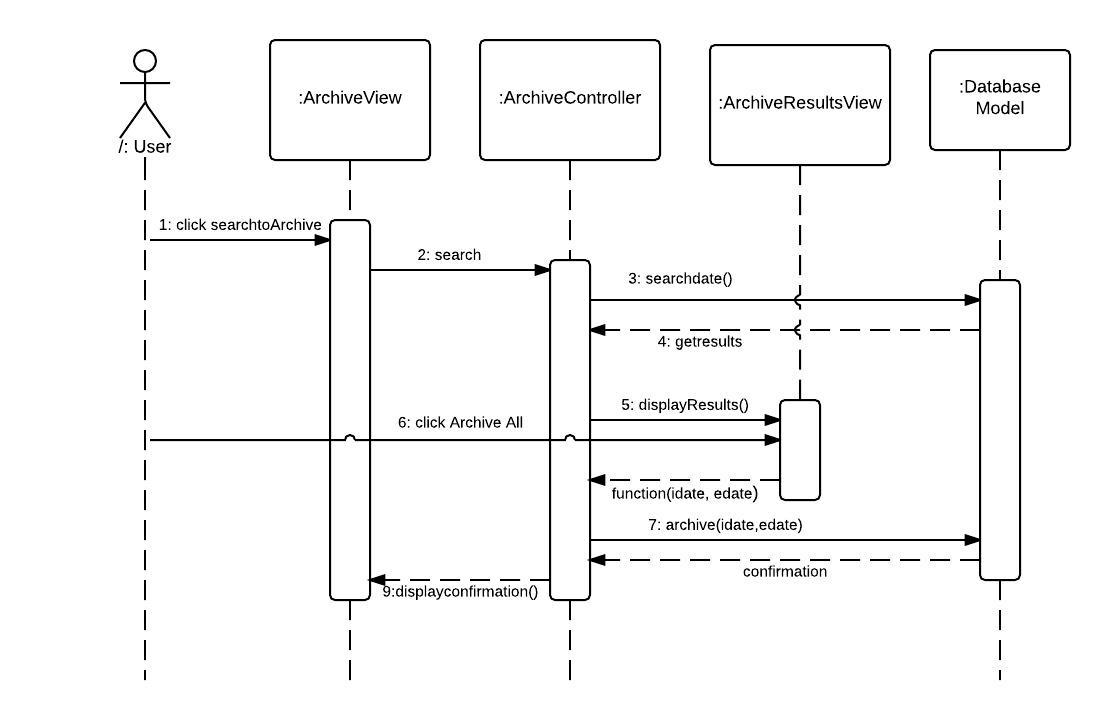 :ArchiveView
:ArchiveController
:ArchiveResultsView
:Database
Model
/: User
1: click searchtoArchive
2: search
3: searchdate()
4: getresults
5: displayResults()
6: click Archive All
function(idate, edate)
7: archive(idate,edate)
confirmation
9:displayconfirmation()